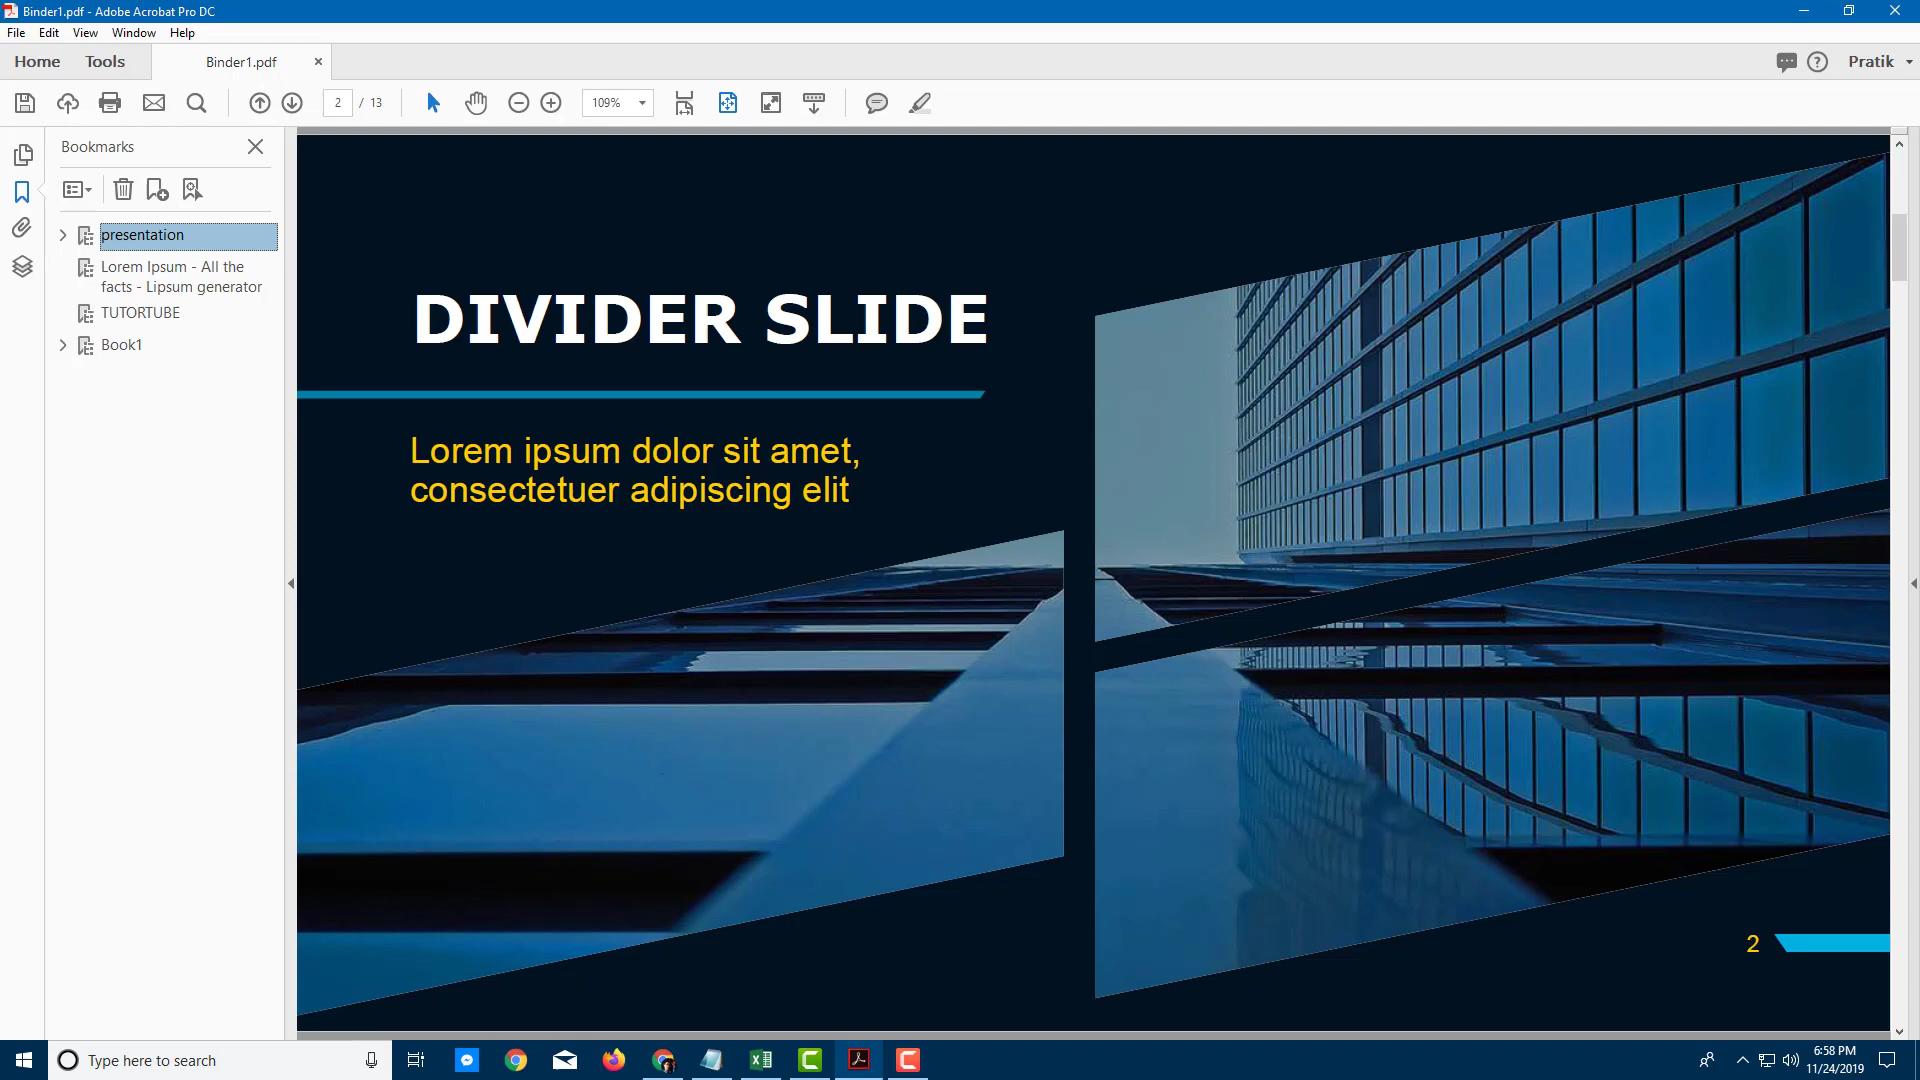 Binder1.pdf - Adobe Acrobat Pro DC
File Edit View Window Help
Home Tools Binder1.pdf Pratik
2 / 13 109%
Bookmarks
presentation
Lorem Ipsum - All the
facts - Lipsum generator
TUTORTUBE
Book1
DIVIDER SLIDE
Lorem ipsum dolor sit amet,
consectetuer adipiscing elit
2
Type here to search
6:58 PM
11/24/2019